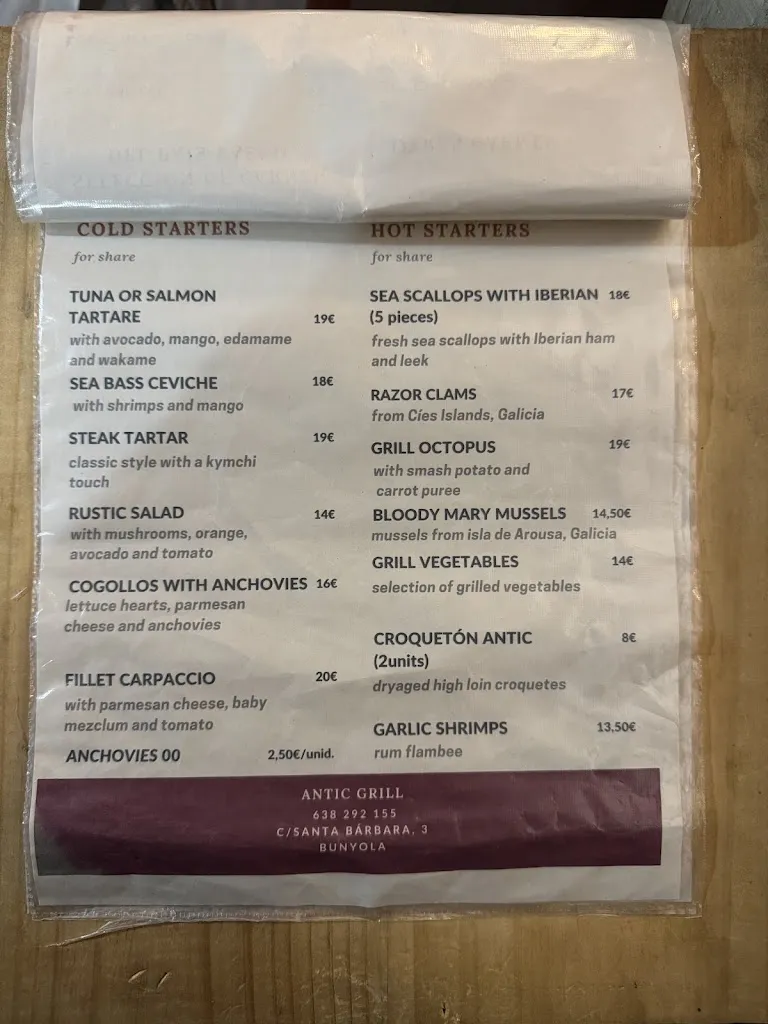 COLD STARTERS
for share
TUNA OR SALMON
TARTARE 19€
with avocado, mango, edamame
and wakame
SEA BASS CEVICHE 18€
with shrimps and mango
STEAK TARTAR 19€
classic style with a kymchi
touch
RUSTIC SALAD 14€
with mushrooms, orange,
avocado and tomato
COGOLLOS WITH ANCHOVIES 16€
lettuce hearts, parmesan
cheese and anchovies
FILLET CARPACCIO 20€
with parmesan cheese, baby
mezclum and tomato
ANCHOVIES 00 2,50€/unid.
HOT STARTERS
for share
SEA SCALLOPS WITH IBERIAN 18€
(5 pieces)
fresh sea scallops with Iberian ham
and leek
RAZOR CLAMS 17€
from Cíes Islands, Galicia
GRILL OCTOPUS 19€
with smash potato and
carrot puree
BLOODY MARY MUSSELS 14,50€
mussels from isla de Arousa, Galicia
GRILL VEGETABLES 14€
selection of grilled vegetables
CROQUETÓN ANTIC 8€
(2units)
dryaged high loin croquetes
GARLIC SHRIMPS 13,50€
rum flambee
ANTIC GRILL
638 292 155
C/SANTA BÁRBARA, 3
BUNYOLA